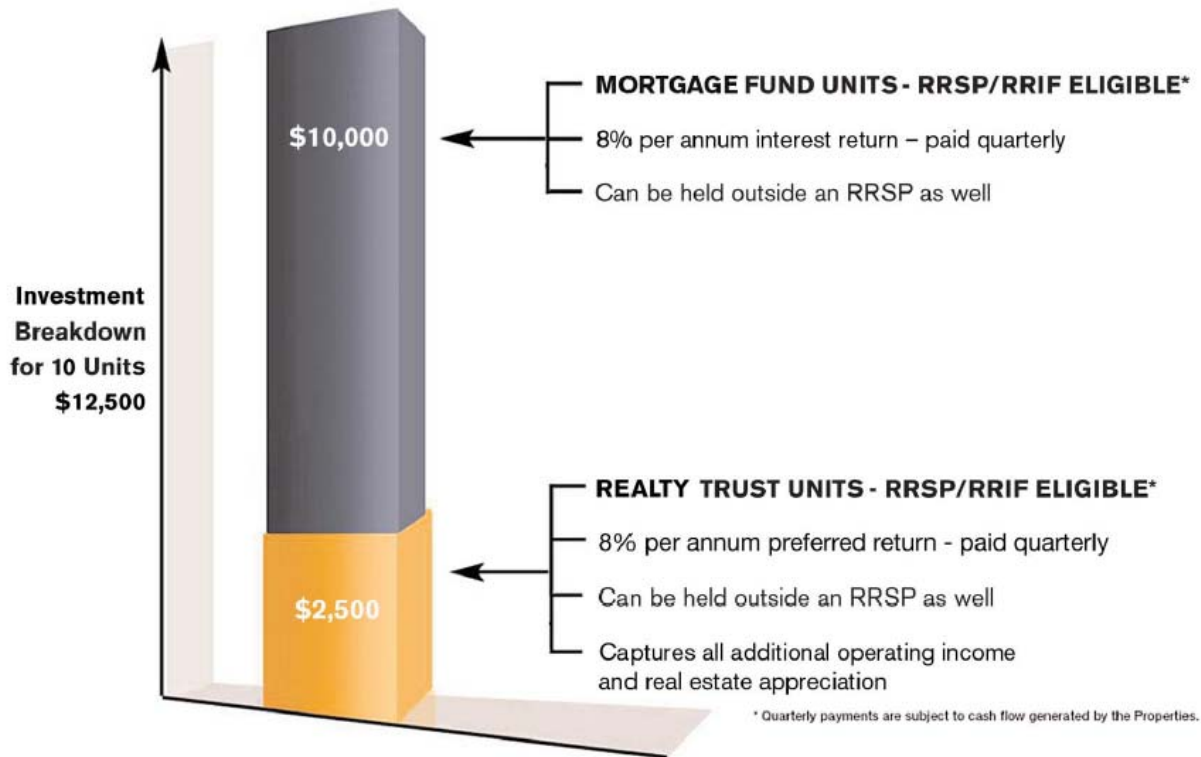 $10,000
MORTGAGE FUND UNITS - RRSP/RRIF ELIGIBLE*
8% per annum interest return – paid quarterly
Can be held outside an RRSP as well
Investment
Breakdown
for 10 Units
$12,500
$2,500
REALTY TRUST UNITS - RRSP/RRIF ELIGIBLE*
8% per annum preferred return - paid quarterly
Can be held outside an RRSP as well
Captures all additional operating income
and real estate appreciation
* Quarterly payments are subject to cash flow generated by the Properties.